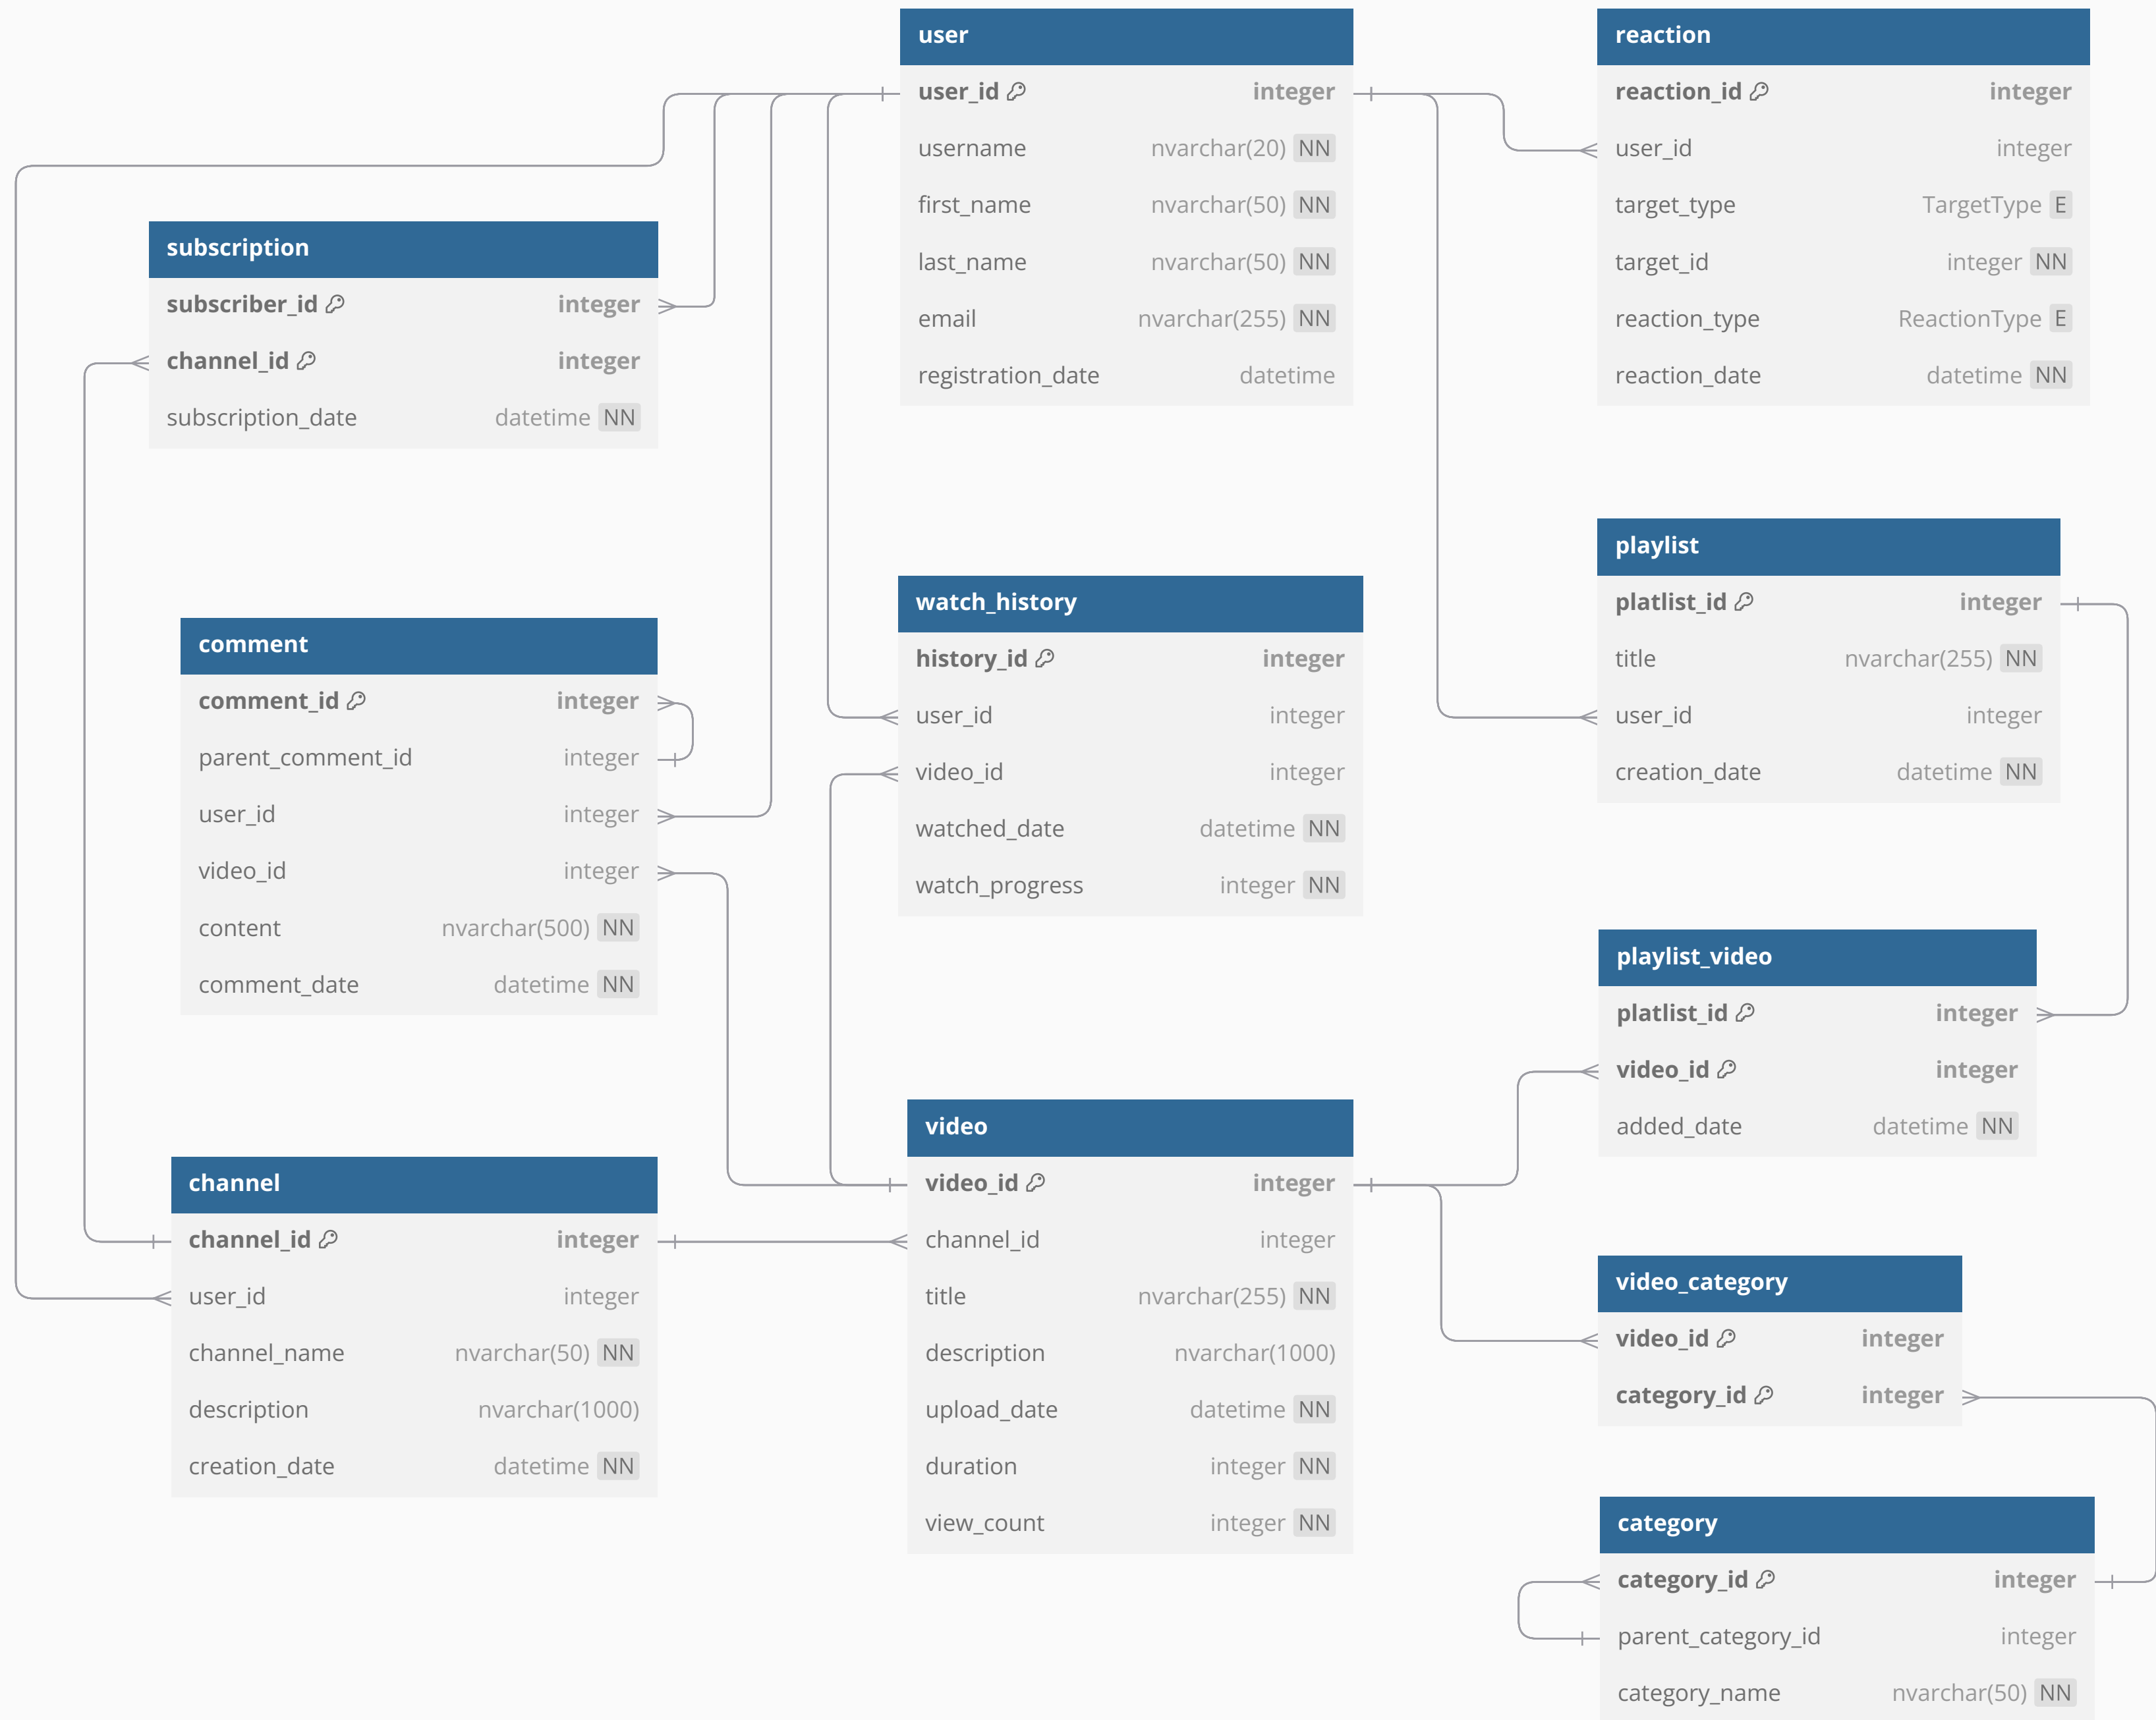 user
user_id integer
username nvarchar(20) NN
first_name nvarchar(50) NN
last_name nvarchar(50) NN
email nvarchar(255) NN
registration_date datetime
reaction
reaction_id integer
user_id integer
target_type TargetType E
target_id integer NN
reaction_type ReactionType E
reaction_date datetime NN
subscription
subscriber_id integer
channel_id integer
subscription_date datetime NN
playlist
platlist_id integer
title nvarchar(255) NN
user_id integer
creation_date datetime NN
watch_history
history_id integer
user_id integer
video_id integer
watched_date datetime NN
watch_progress integer NN
comment
comment_id integer
parent_comment_id integer
user_id integer
video_id integer
content nvarchar(500) NN
comment_date datetime NN
playlist_video
platlist_id integer
video_id integer
added_date datetime NN
video
video_id integer
channel_id integer
title nvarchar(255) NN
description nvarchar(1000)
upload_date datetime NN
duration integer NN
view_count integer NN
channel
channel_id integer
user_id integer
channel_name nvarchar(50) NN
description nvarchar(1000)
creation_date datetime NN
video_category
video_id integer
category_id integer
category
category_id integer
parent_category_id integer
category_name nvarchar(50) NN